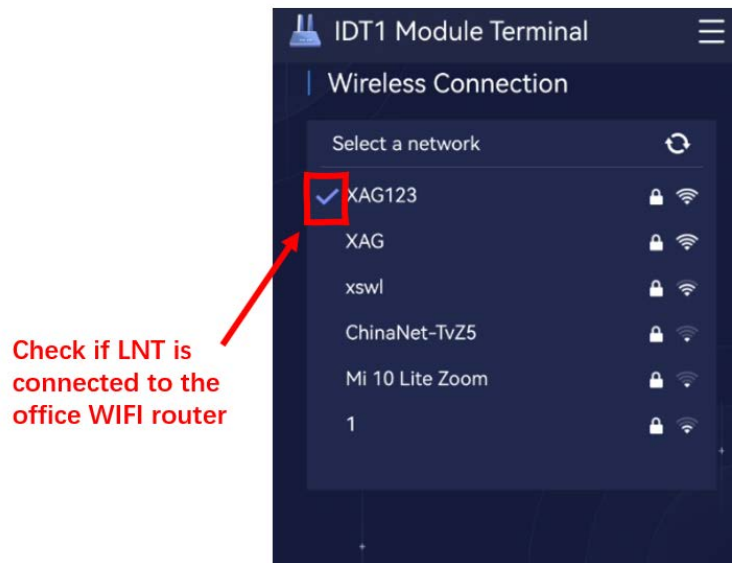 IDT1 Module Terminal
Wireless Connection
Select a network
XAG123
XAG
xswl
ChinaNet-TvZ5
Mi 10 Lite Zoom
1
Check if LNT is
connected to the
office WIFI router